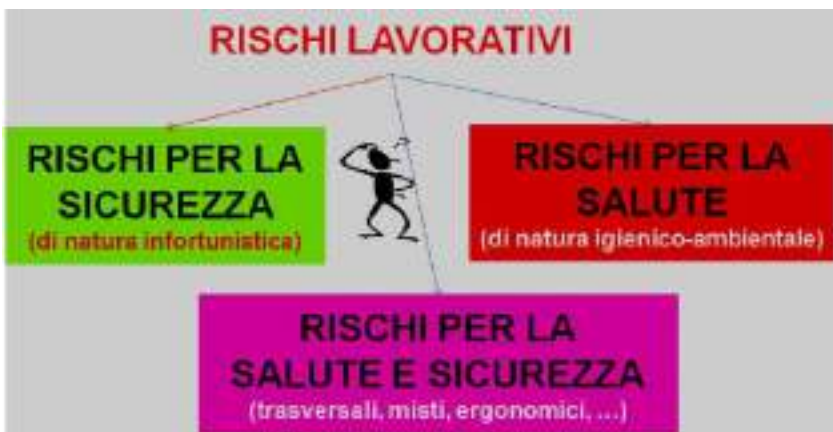 RISCHI LAVORATIVI
RISCHI PER LA
SICUREZZA
(di natura infortunistica)
RISCHI PER LA
SALUTE
(di natura igienico-ambientale)
RISCHI PER LA
SALUTE E SICUREZZA
(trasversali, misti, ergonomici, ...)